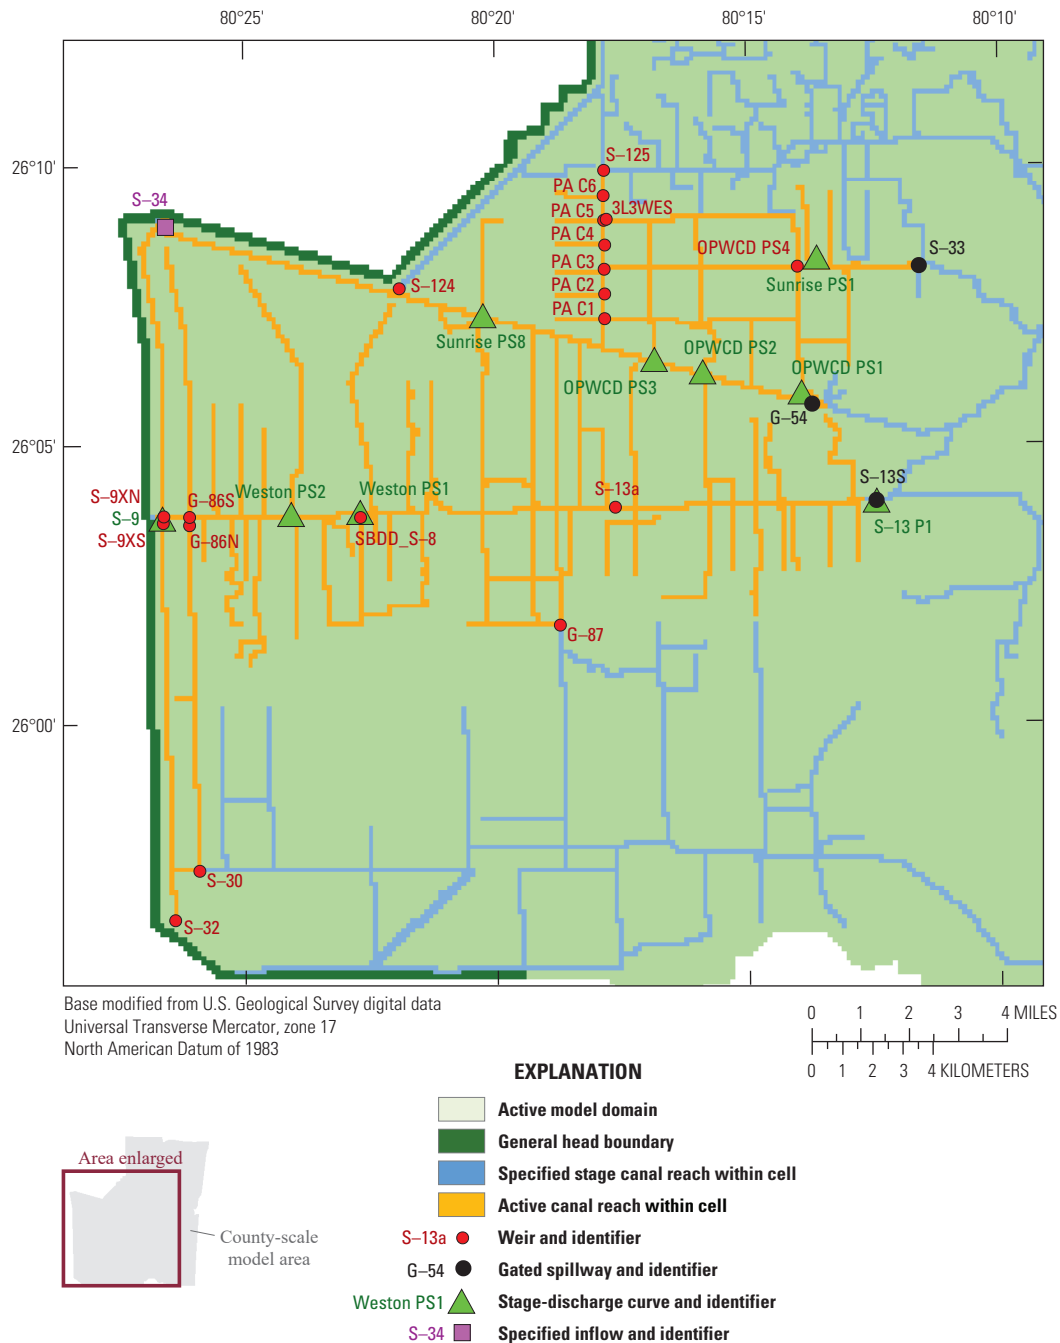 80°25' 80°20' 80°15' 80°10'
26°10'
S–125
PA C6
S–34
PA C5 3L3WES
PA C4 OPWCD PS4 S–33
PA C3
S–124 PA C2 Sunrise PS1
PA C1
Sunrise PS8 OPWCD PS2
OPWCD PS3 OPWCD PS1
G–54
26°05'
S–13S
S–9XN G–86S Weston PS2 Weston PS1 S–13a
S–9 S–13 P1
S–9XS G–86N SBDD_S–8
G–87
26°00'
S–30
S–32
Base modified from U.S. Geological Survey digital data
Universal Transverse Mercator, zone 17
North American Datum of 1983
0 1 2 3 4 MILES
0 1 2 3 4 KILOMETERS
EXPLANATION
Active model domain
General head boundary
Specified stage canal reach within cell
Active canal reach within cell
S–13a Weir and identifier
G–54 Gated spillway and identifier
Weston PS1 Stage-discharge curve and identifier
S–34 Specified inflow and identifier
Area enlarged
County-scale
model area